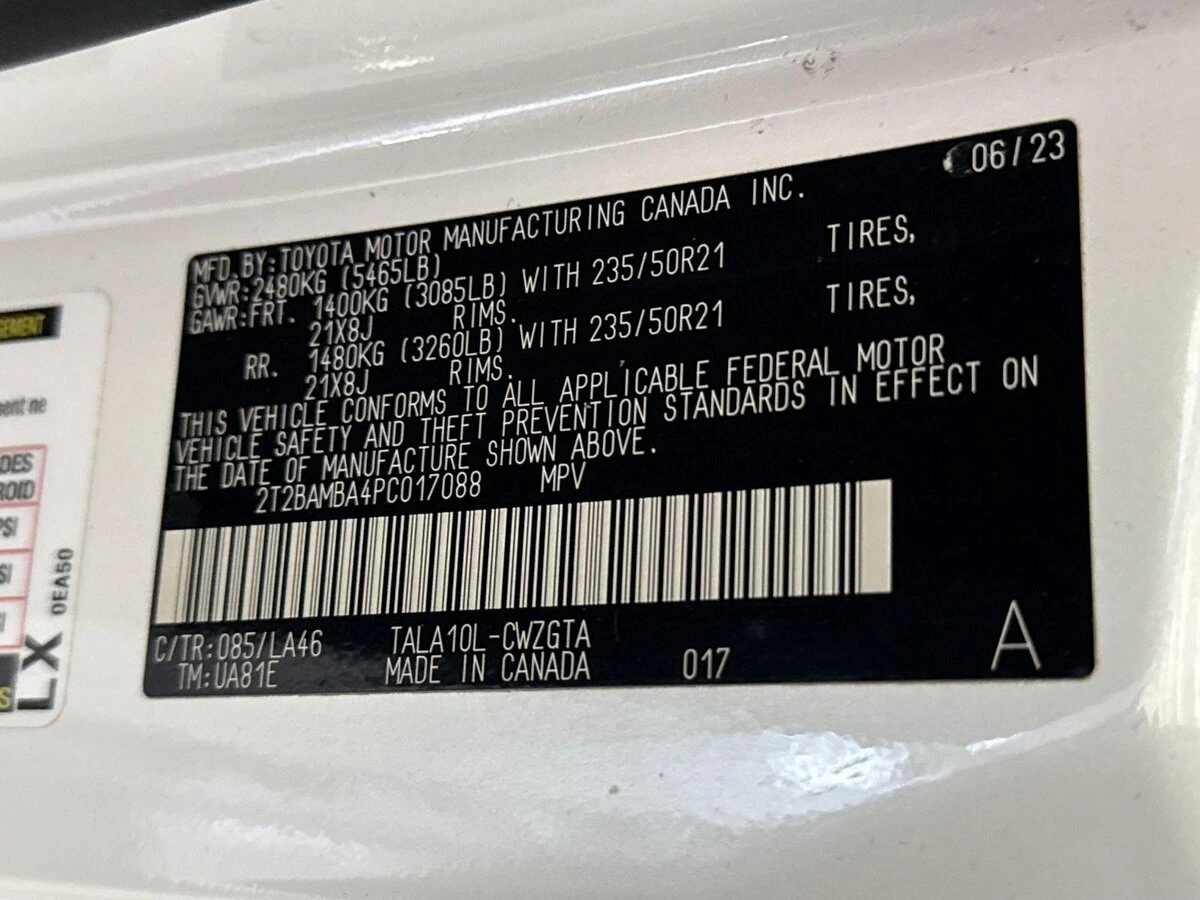 06/23
MFD.BY:TOYOTA MOTOR MANUFACTURING CANADA INC.
GVWR:2480KG (5465LB)
GAWR:FRT. 1400KG (3085LB) WITH 235/50R21 TIRES,
21X8J RIMS.
RR. 1480KG (3260LB) WITH 235/50R21 TIRES,
21X8J RIMS.
THIS VEHICLE CONFORMS TO ALL APPLICABLE FEDERAL MOTOR
VEHICLE SAFETY AND THEFT PREVENTION STANDARDS IN EFFECT ON
THE DATE OF MANUFACTURE SHOWN ABOVE.
2T2BAMBA4PC017088 MPV
C/TR:085/LA46 TALA10L-CWZGTA
TM:UA81E MADE IN CANADA 017 A
PSI
LX 0EA50